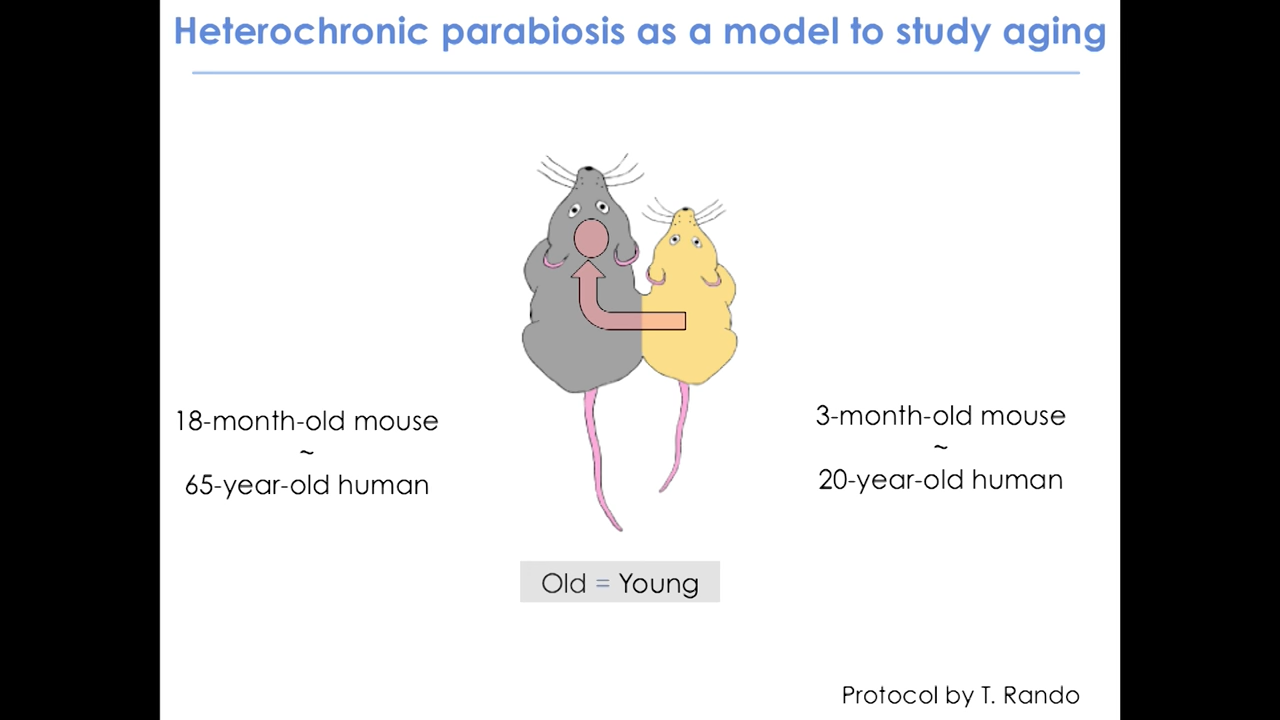 Heterochronic parabiosis as a model to study aging
18-month-old mouse
~
65-year-old human
3-month-old mouse
~
20-year-old human
Old = Young
Protocol by T. Rando